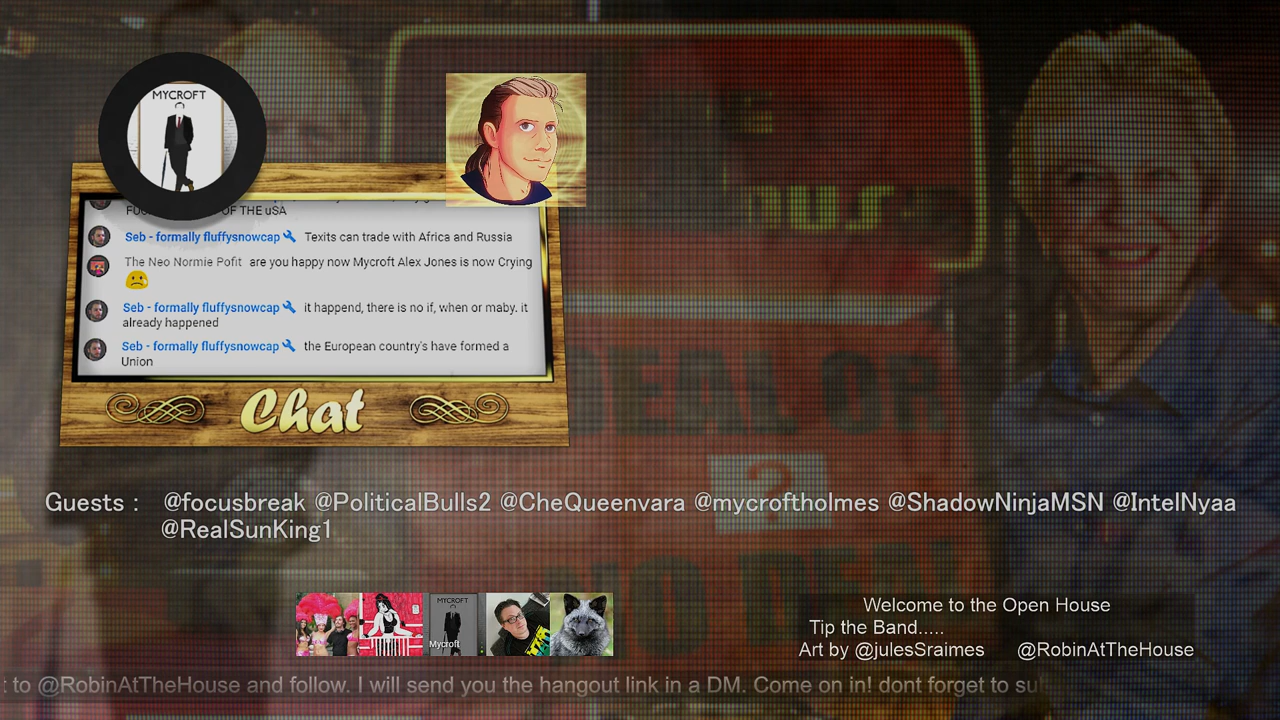 MYCROFT
OF THE uSA
Seb - formally fluffysnowcap Texits can trade with Africa and Russia
The Neo Normie Pofit are you happy now Mycroft Alex Jones is now Crying
Seb - formally fluffysnowcap it happend, there is no if, when or maby. it
already happened
Seb - formally fluffysnowcap the European country's have formed a
Union
Chat
DEAL OR
?
NO DEAL
Guests : @focusbreak @PoliticalBulls2 @CheQueenvara @mycroftholmes @ShadowNinjaMSN @IntelNyaa
@RealSunKing1
MYCROFT
Mycroft
Welcome to the Open House
Tip the Band.....
Art by @julesSraimes @RobinAtTheHouse
to @RobinAtTheHouse and follow. I will send you the hangout link in a DM. Come on in! dont forget to su